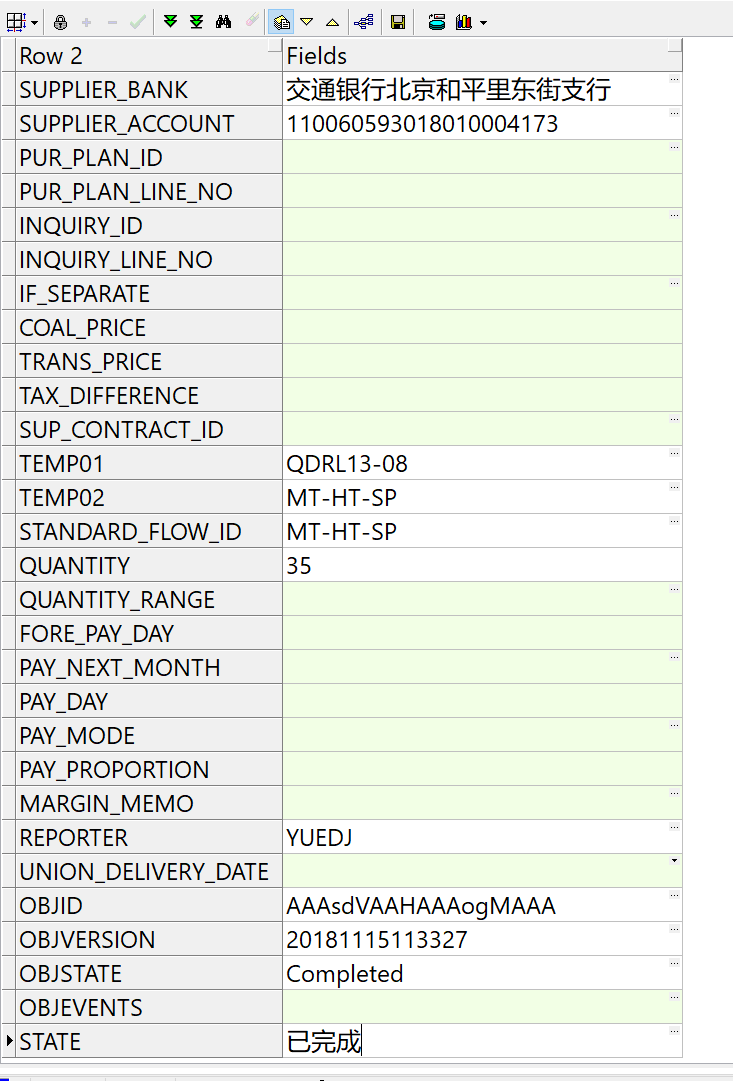 Row 2 Fields
SUPPLIER_BANK 交通银行北京和平里东街支行
SUPPLIER_ACCOUNT 110060593018010004173
PUR_PLAN_ID
PUR_PLAN_LINE_NO
INQUIRY_ID
INQUIRY_LINE_NO
IF_SEPARATE
COAL_PRICE
TRANS_PRICE
TAX_DIFFERENCE
SUP_CONTRACT_ID
TEMP01 QDRL13-08
TEMP02 MT-HT-SP
STANDARD_FLOW_ID MT-HT-SP
QUANTITY 35
QUANTITY_RANGE
FORE_PAY_DAY
PAY_NEXT_MONTH
PAY_DAY
PAY_MODE
PAY_PROPORTION
MARGIN_MEMO
REPORTER YUEDJ
UNION_DELIVERY_DATE
OBJID AAAsdVAAHAAAogMAAA
OBJVERSION 20181115113327
OBJSTATE Completed
OBJEVENTS
STATE 已完成